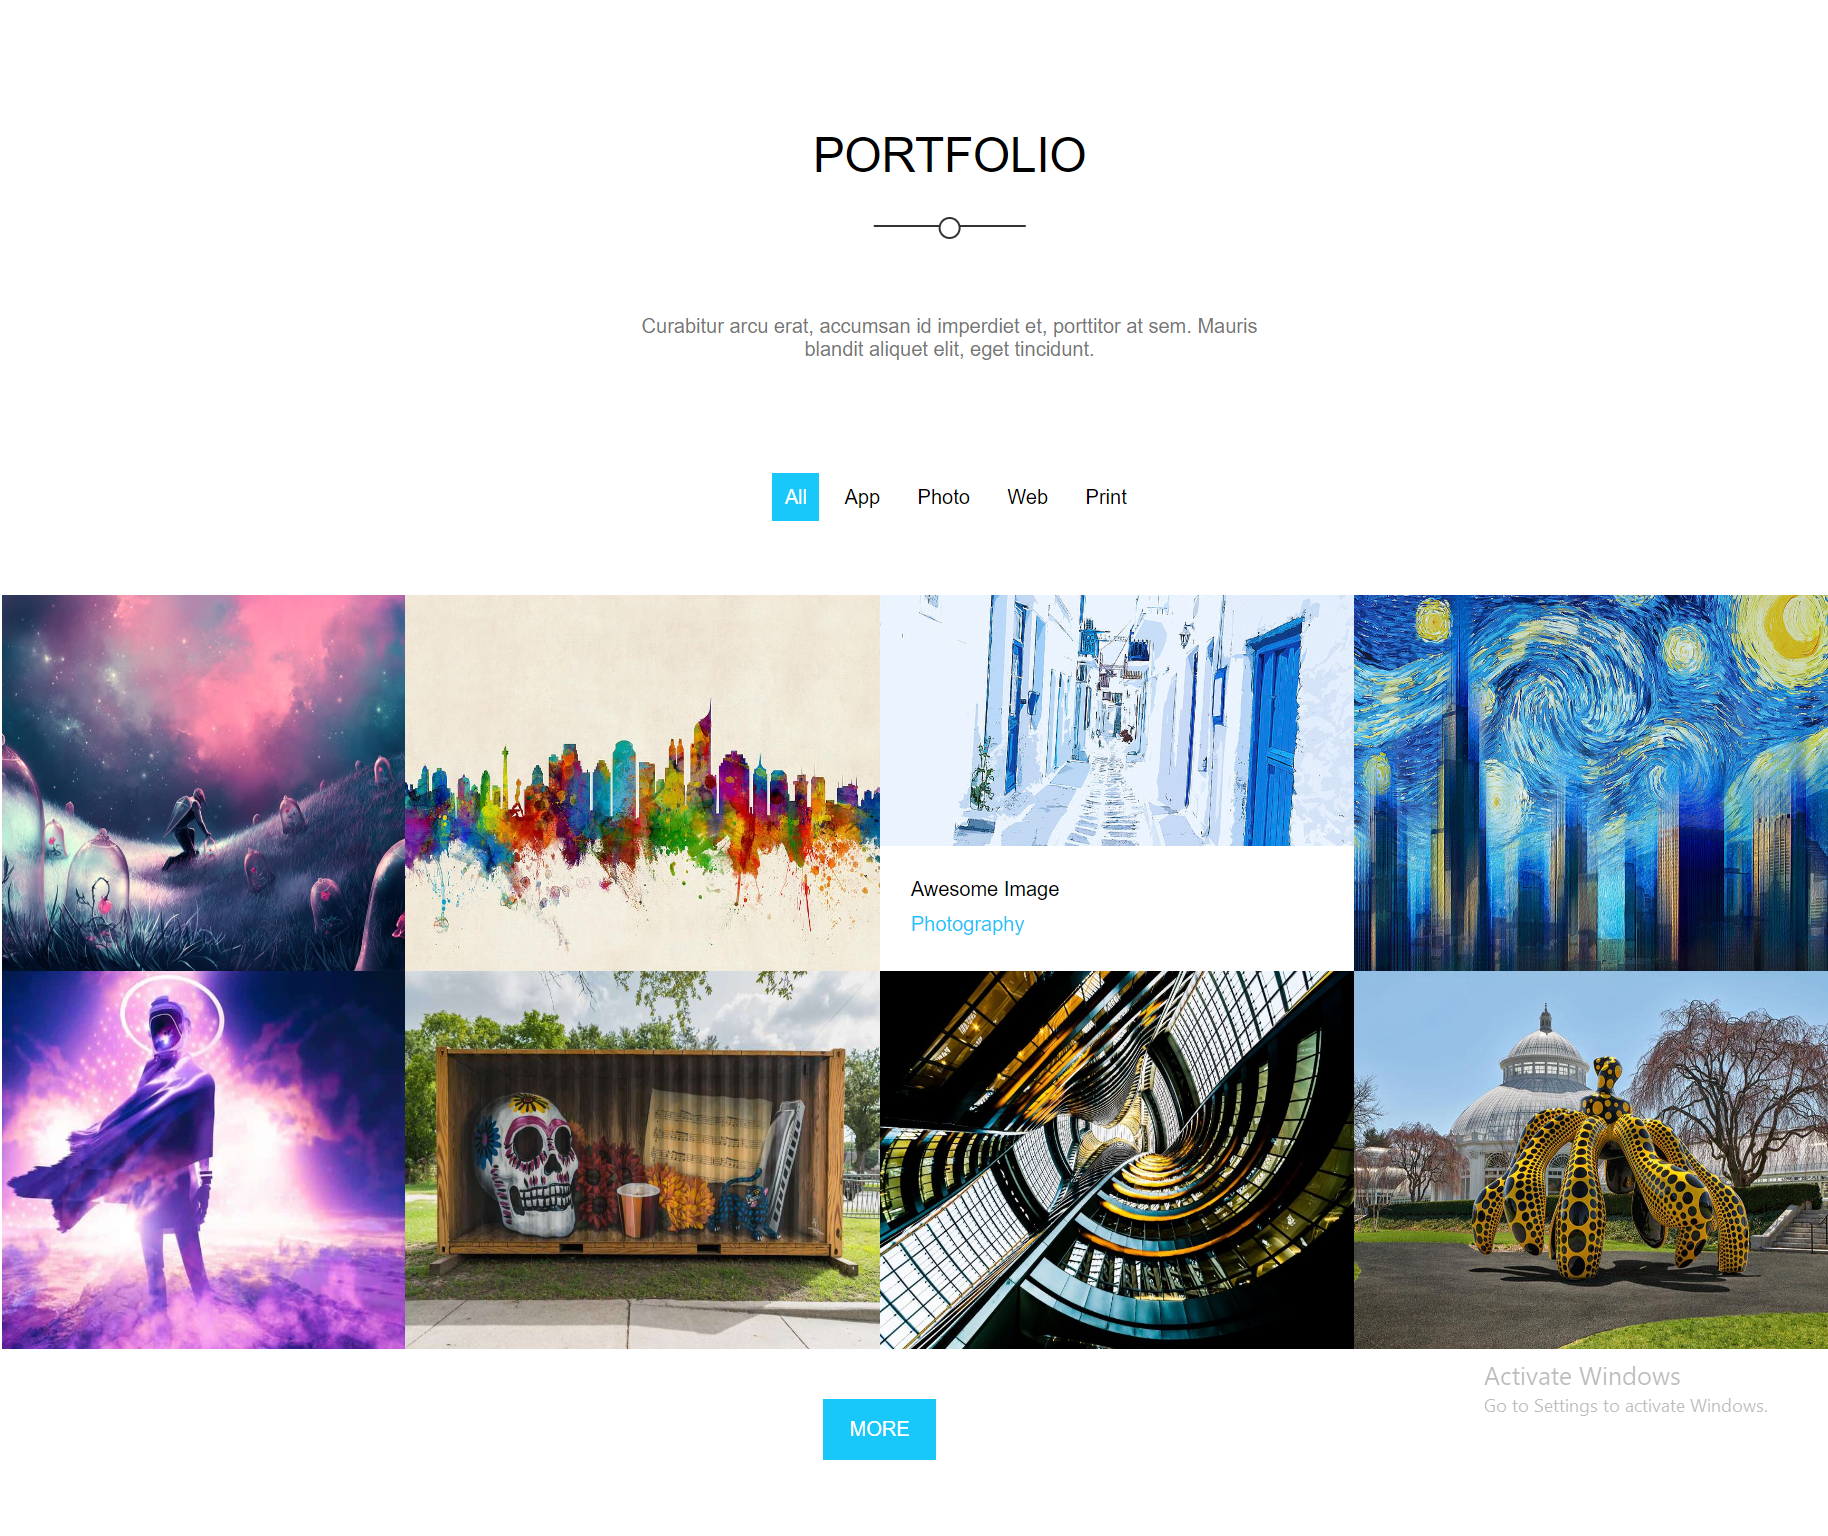 PORTFOLIO
Curabitur arcu erat, accumsan id imperdiet et, porttitor at sem. Mauris
blandit aliquet elit, eget tincidunt.
All App Photo Web Print
Awesome Image
Photography
Activate Windows
Go to Settings to activate Windows.
MORE